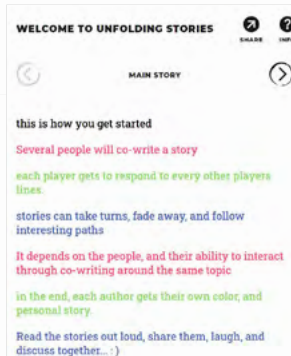 WELCOME TO UNFOLDING STORIES
SHARE
MAIN STORY
this is how you get started
Several people will co-write a story
each player gets to respond to every other players
lines.
stories can take turns, fade away, and follow
interesting paths
It depends on the people, and their ability to interact
through co-writing around the same topic
in the end, each author gets their own color, and
personal story.
Read the stories out loud, share them, laugh, and
discuss together... : )